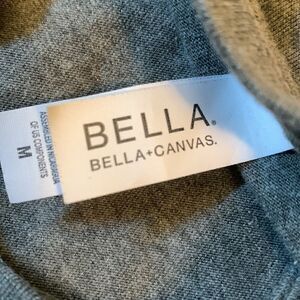 BELLA®
BELLA+CANVAS.
M
ASSEMBLED IN NICARAGUA
OF US COMPONENTS